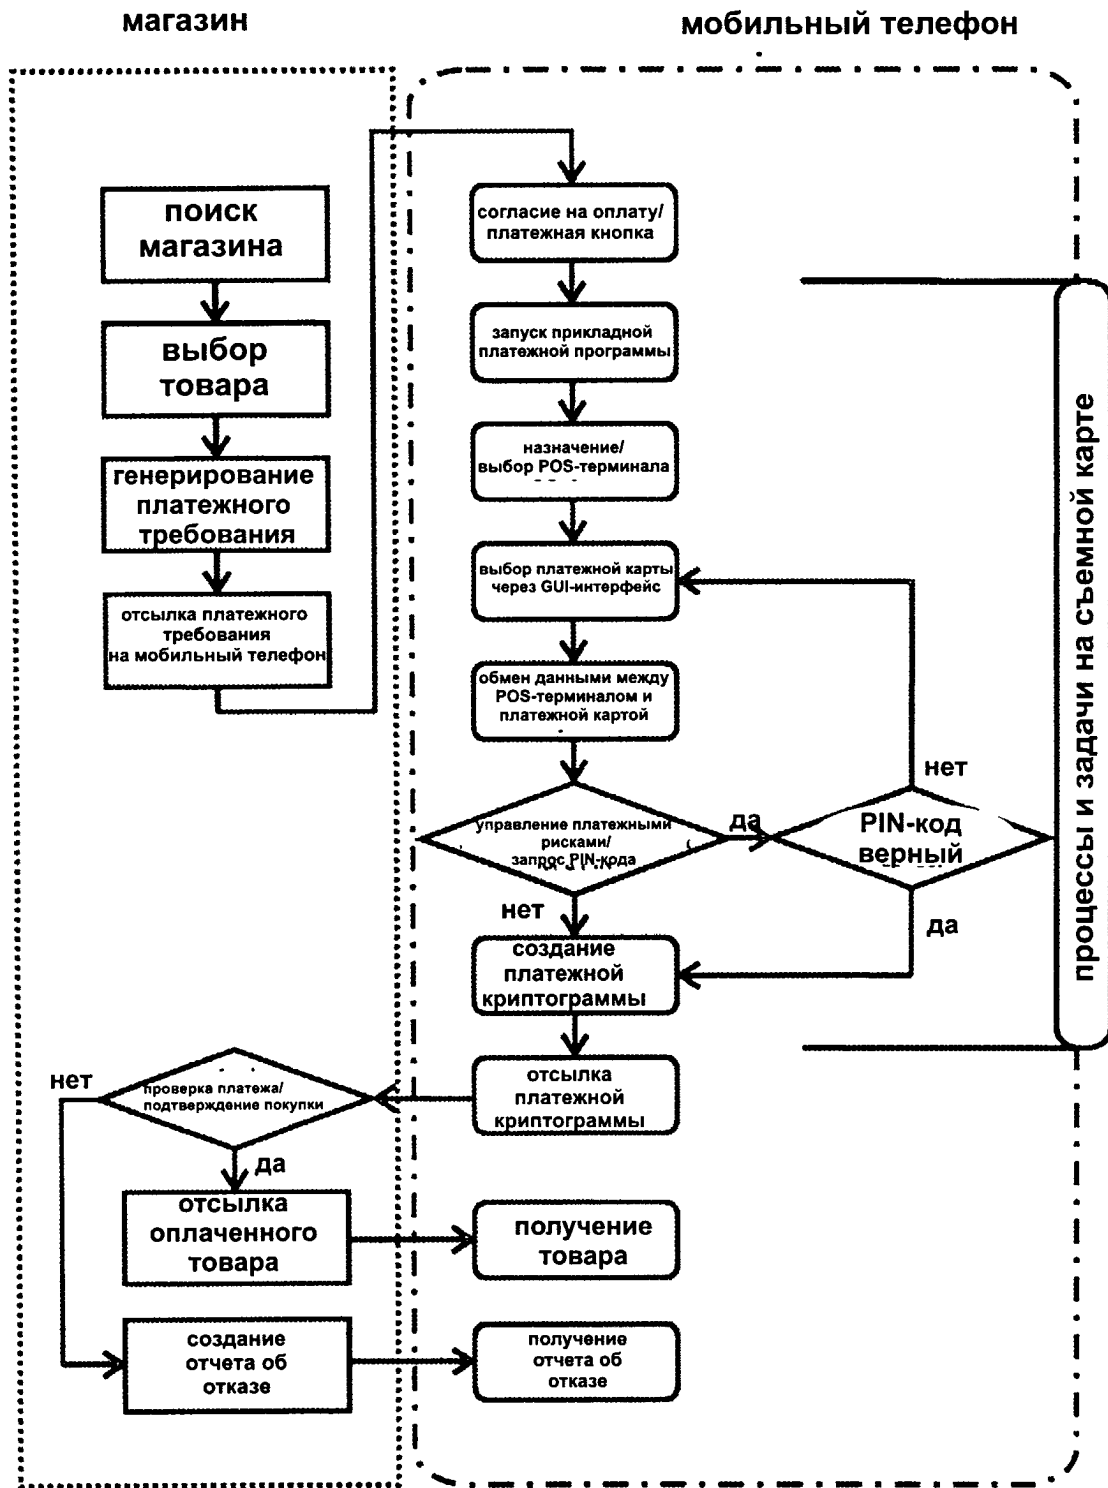 магазин
мобильный телефон
поиск
магазина
выбор
товара
генерирование
платежного
требования
отсылка платежного
требования
на мобильный телефон
согласие на оплату/
платежная кнопка
запуск прикладной
платежной программы
назначение/
выбор POS-терминала
выбор платежной карты
через GUI-интерфейс
обмен данными между
POS-терминалом и
платежной картой
управление платежными
рисками/
запрос PIN-кода
да
нет
PIN-код
верный
нет
да
создание
платежной
криптограммы
отсылка
платежной
криптограммы
процессы и задачи на съемной карте
проверка платежа/
подтверждение покупки
нет
да
отсылка
оплаченного
товара
получение
товара
создание
отчета об
отказе
получение
отчета об
отказе